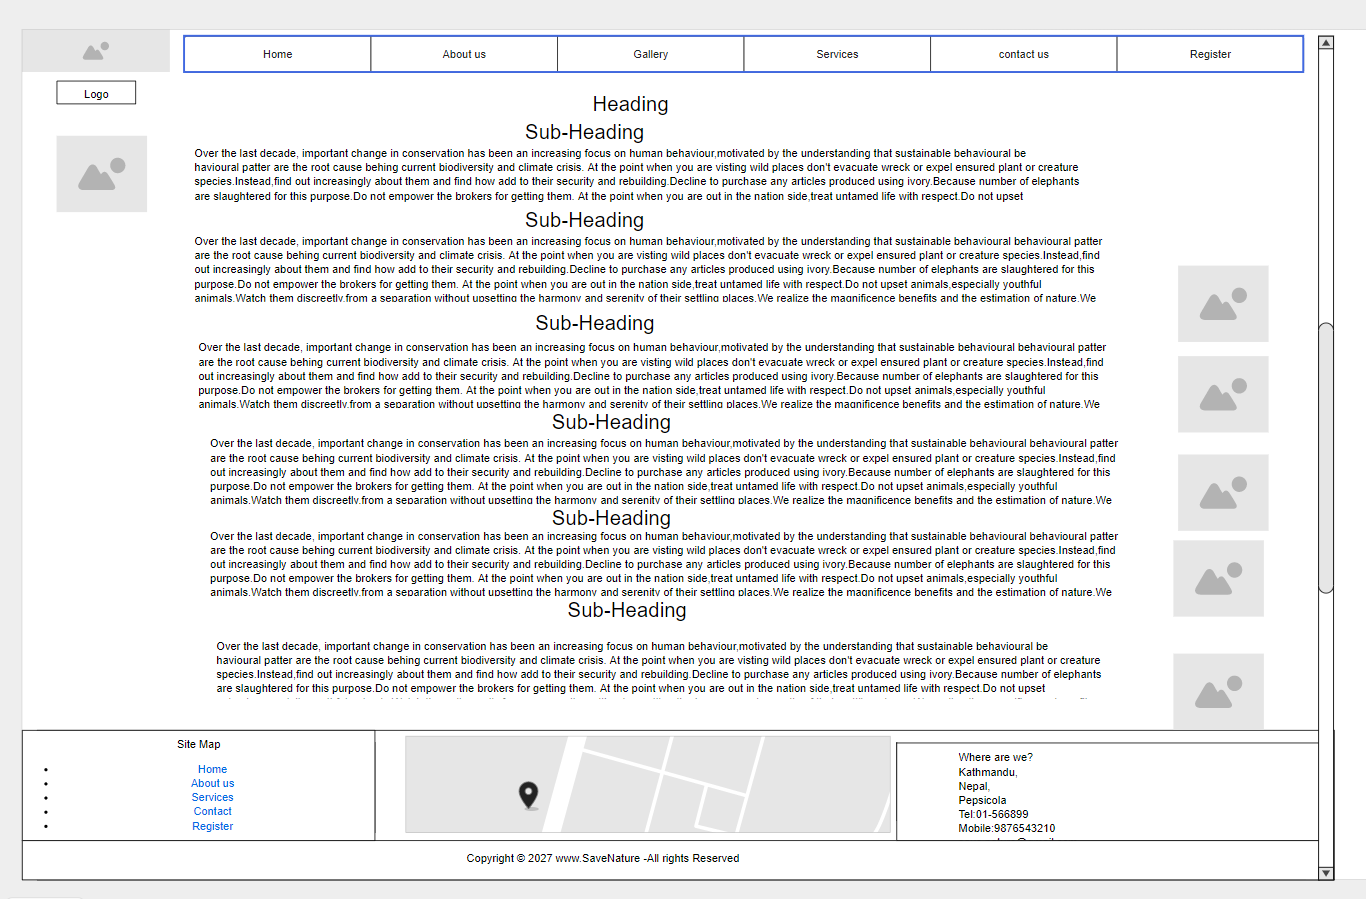 Home About us Gallery Services contact us Register
Logo
Heading
Sub-Heading
Over the last decade, important change in conservation has been an increasing focus on human behaviour,motivated by the understanding that sustainable behavioural be
havioural patter are the root cause behing current biodiversity and climate crisis. At the point when you are visting wild places don't evacuate wreck or expel ensured plant or creature
species.Instead,find out increasingly about them and find how add to their security and rebuilding.Decline to purchase any articles produced using ivory.Because number of elephants
are slaughtered for this purpose.Do not empower the brokers for getting them. At the point when you are out in the nation side,treat untamed life with respect.Do not upset
Sub-Heading
Over the last decade, important change in conservation has been an increasing focus on human behaviour,motivated by the understanding that sustainable behavioural behavioural patter
are the root cause behing current biodiversity and climate crisis. At the point when you are visting wild places don't evacuate wreck or expel ensured plant or creature species.Instead,find
out increasingly about them and find how add to their security and rebuilding.Decline to purchase any articles produced using ivory.Because number of elephants are slaughtered for this
purpose.Do not empower the brokers for getting them. At the point when you are out in the nation side,treat untamed life with respect.Do not upset animals,especially youthful
animals.Watch them discreetly,from a separation without upsetting the harmony and serenity of their settling places.We realize the magnificence benefits and the estimation of nature.We
Sub-Heading
Over the last decade, important change in conservation has been an increasing focus on human behaviour,motivated by the understanding that sustainable behavioural behavioural patter
are the root cause behing current biodiversity and climate crisis. At the point when you are visting wild places don't evacuate wreck or expel ensured plant or creature species.Instead,find
out increasingly about them and find how add to their security and rebuilding.Decline to purchase any articles produced using ivory.Because number of elephants are slaughtered for this
purpose.Do not empower the brokers for getting them. At the point when you are out in the nation side,treat untamed life with respect.Do not upset animals,especially youthful
animals.Watch them discreetly,from a separation without upsetting the harmony and serenity of their settling places.We realize the magnificence benefits and the estimation of nature.We
Sub-Heading
Over the last decade, important change in conservation has been an increasing focus on human behaviour,motivated by the understanding that sustainable behavioural behavioural patter
are the root cause behing current biodiversity and climate crisis. At the point when you are visting wild places don't evacuate wreck or expel ensured plant or creature species.Instead,find
out increasingly about them and find how add to their security and rebuilding.Decline to purchase any articles produced using ivory.Because number of elephants are slaughtered for this
purpose.Do not empower the brokers for getting them. At the point when you are out in the nation side,treat untamed life with respect.Do not upset animals,especially youthful
animals.Watch them discreetly,from a separation without upsetting the harmony and serenity of their settling places.We realize the magnificence benefits and the estimation of nature.We
Sub-Heading
Over the last decade, important change in conservation has been an increasing focus on human behaviour,motivated by the understanding that sustainable behavioural behavioural patter
are the root cause behing current biodiversity and climate crisis. At the point when you are visting wild places don't evacuate wreck or expel ensured plant or creature species.Instead,find
out increasingly about them and find how add to their security and rebuilding.Decline to purchase any articles produced using ivory.Because number of elephants are slaughtered for this
purpose.Do not empower the brokers for getting them. At the point when you are out in the nation side,treat untamed life with respect.Do not upset animals,especially youthful
animals.Watch them discreetly,from a separation without upsetting the harmony and serenity of their settling places.We realize the magnificence benefits and the estimation of nature.We
Sub-Heading
Over the last decade, important change in conservation has been an increasing focus on human behaviour,motivated by the understanding that sustainable behavioural be
havioural patter are the root cause behing current biodiversity and climate crisis. At the point when you are visting wild places don't evacuate wreck or expel ensured plant or creature
species.Instead,find out increasingly about them and find how add to their security and rebuilding.Decline to purchase any articles produced using ivory.Because number of elephants
are slaughtered for this purpose.Do not empower the brokers for getting them. At the point when you are out in the nation side,treat untamed life with respect.Do not upset
Site Map
Home
About us
Services
Contact
Register
Where are we?
Kathmandu,
Nepal,
Pepsicola
Tel:01-566899
Mobile:9876543210
Copyright © 2027 www.SaveNature -All rights Reserved